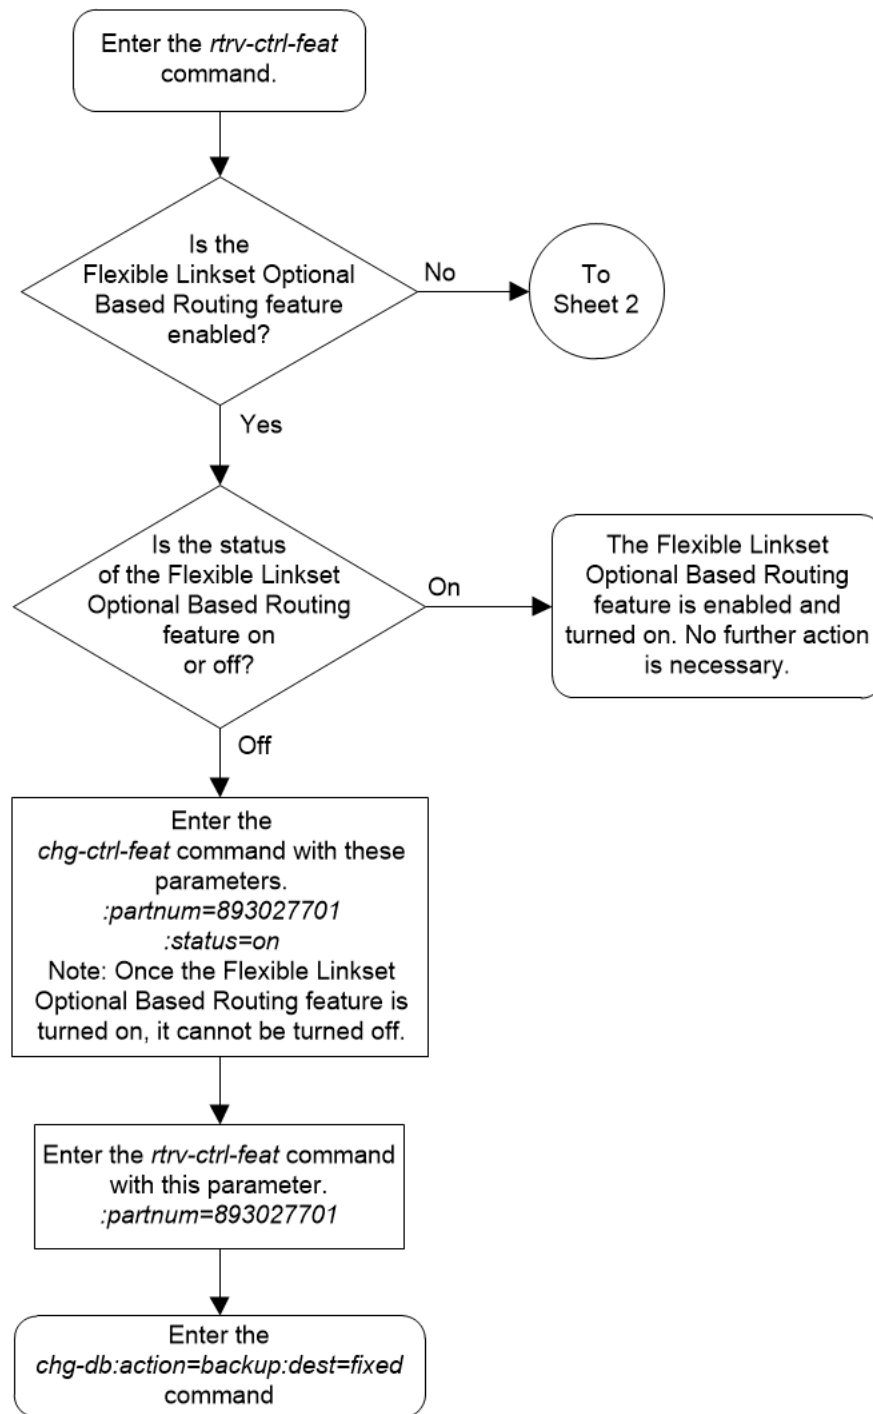 Enter the rtrv-ctrl-feat
command.
Is the
Flexible Linkset Optional
Based Routing feature
enabled?
No
To
Sheet 2
Yes
Is the status
of the Flexible Linkset
Optional Based Routing
feature on
or off?
On
The Flexible Linkset
Optional Based Routing
feature is enabled and
turned on. No further action
is necessary.
Off
Enter the
chg-ctrl-feat command with these
parameters.
:partnum=893027701
:status=on
Note: Once the Flexible Linkset
Optional Based Routing feature is
turned on, it cannot be turned off.
Enter the rtrv-ctrl-feat command
with this parameter.
:partnum=893027701
Enter the
chg-db:action=backup:dest=fixed
command